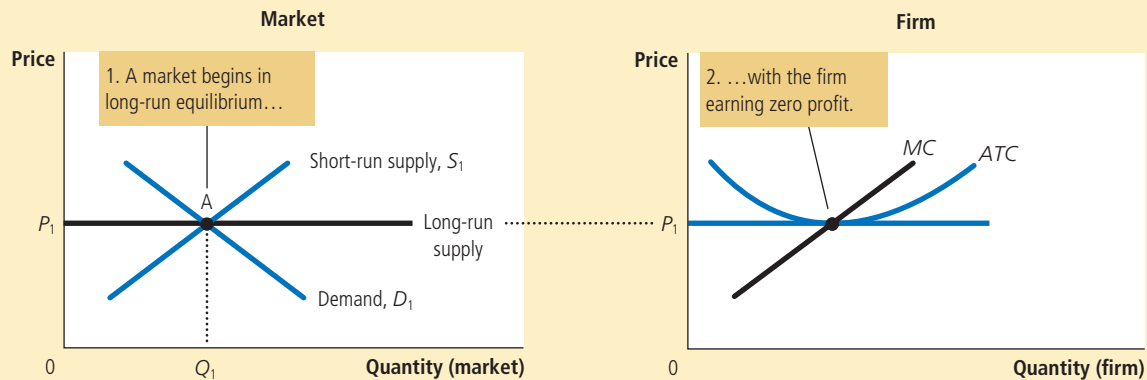 Market
Price
1. A market begins in
long-run equilibrium…
Short-run supply, S1
A
P1
Long-run
supply
Demand, D1
0
Q1
Quantity (market)
Firm
Price
2. …with the firm
earning zero profit.
MC
ATC
P1
0
Quantity (firm)